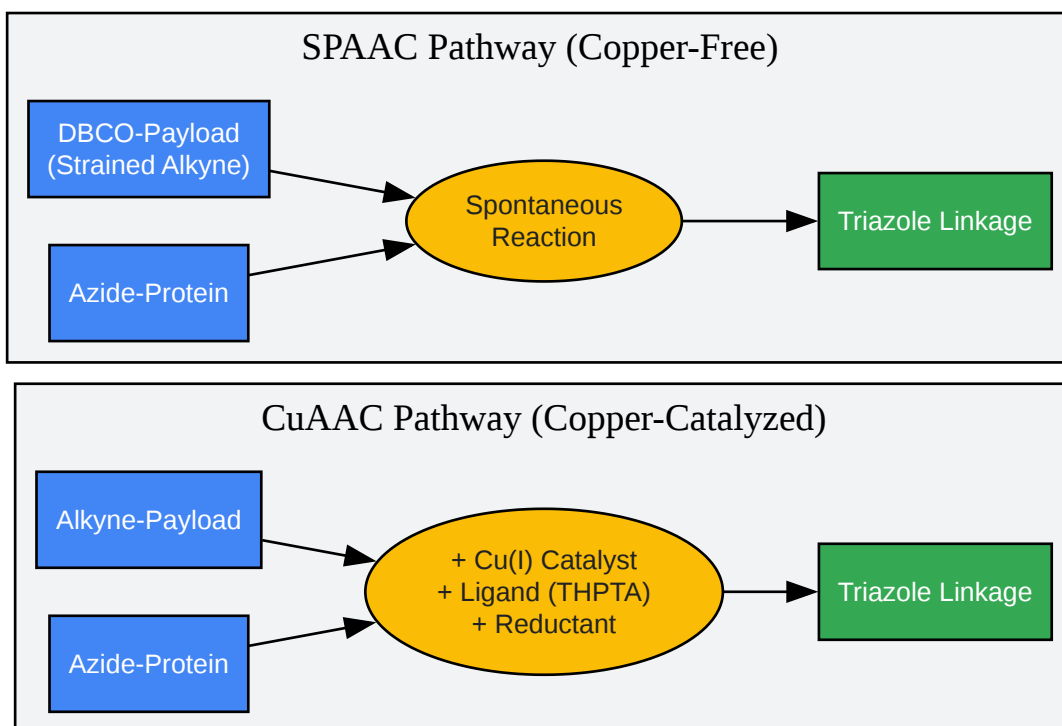 SPAAC Pathway (Copper-Free)
DBCO-Payload
(Strained Alkyne)
Azide-Protein
Spontaneous
Reaction
Triazole Linkage
CuAAC Pathway (Copper-Catalyzed)
Alkyne-Payload
Azide-Protein
+ Cu(I) Catalyst
+ Ligand (THPTA)
+ Reductant
Triazole Linkage